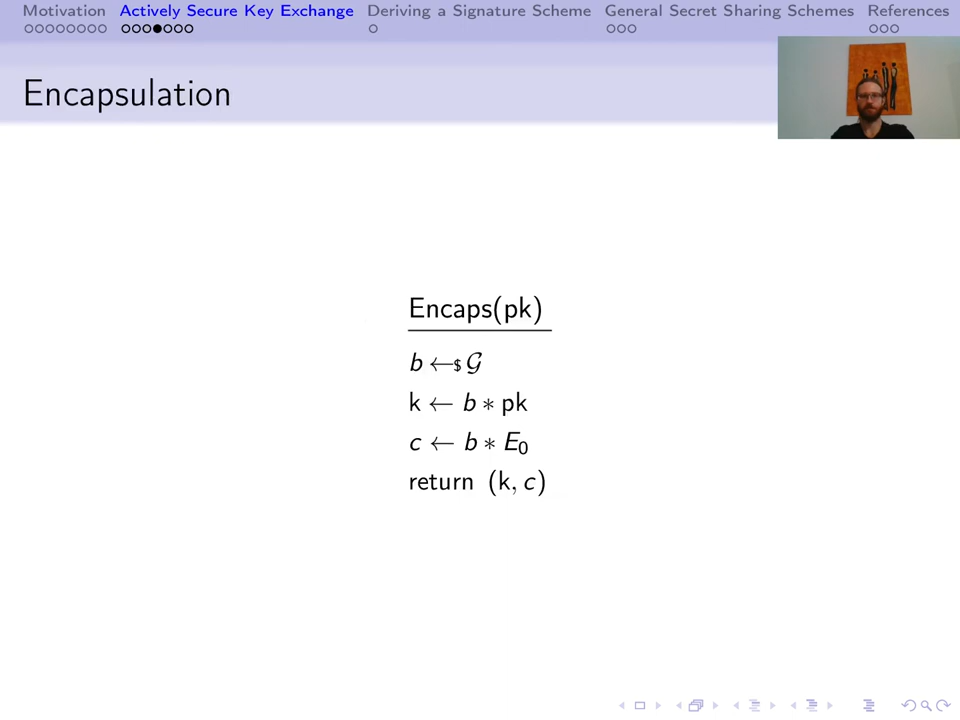 Motivation Actively Secure Key Exchange Deriving a Signature Scheme General Secret Sharing Schemes References
Encapsulation
Encaps(pk)
b ←$ 𝒢
k ← b ∗ pk
c ← b ∗ E₀
return (k, c)